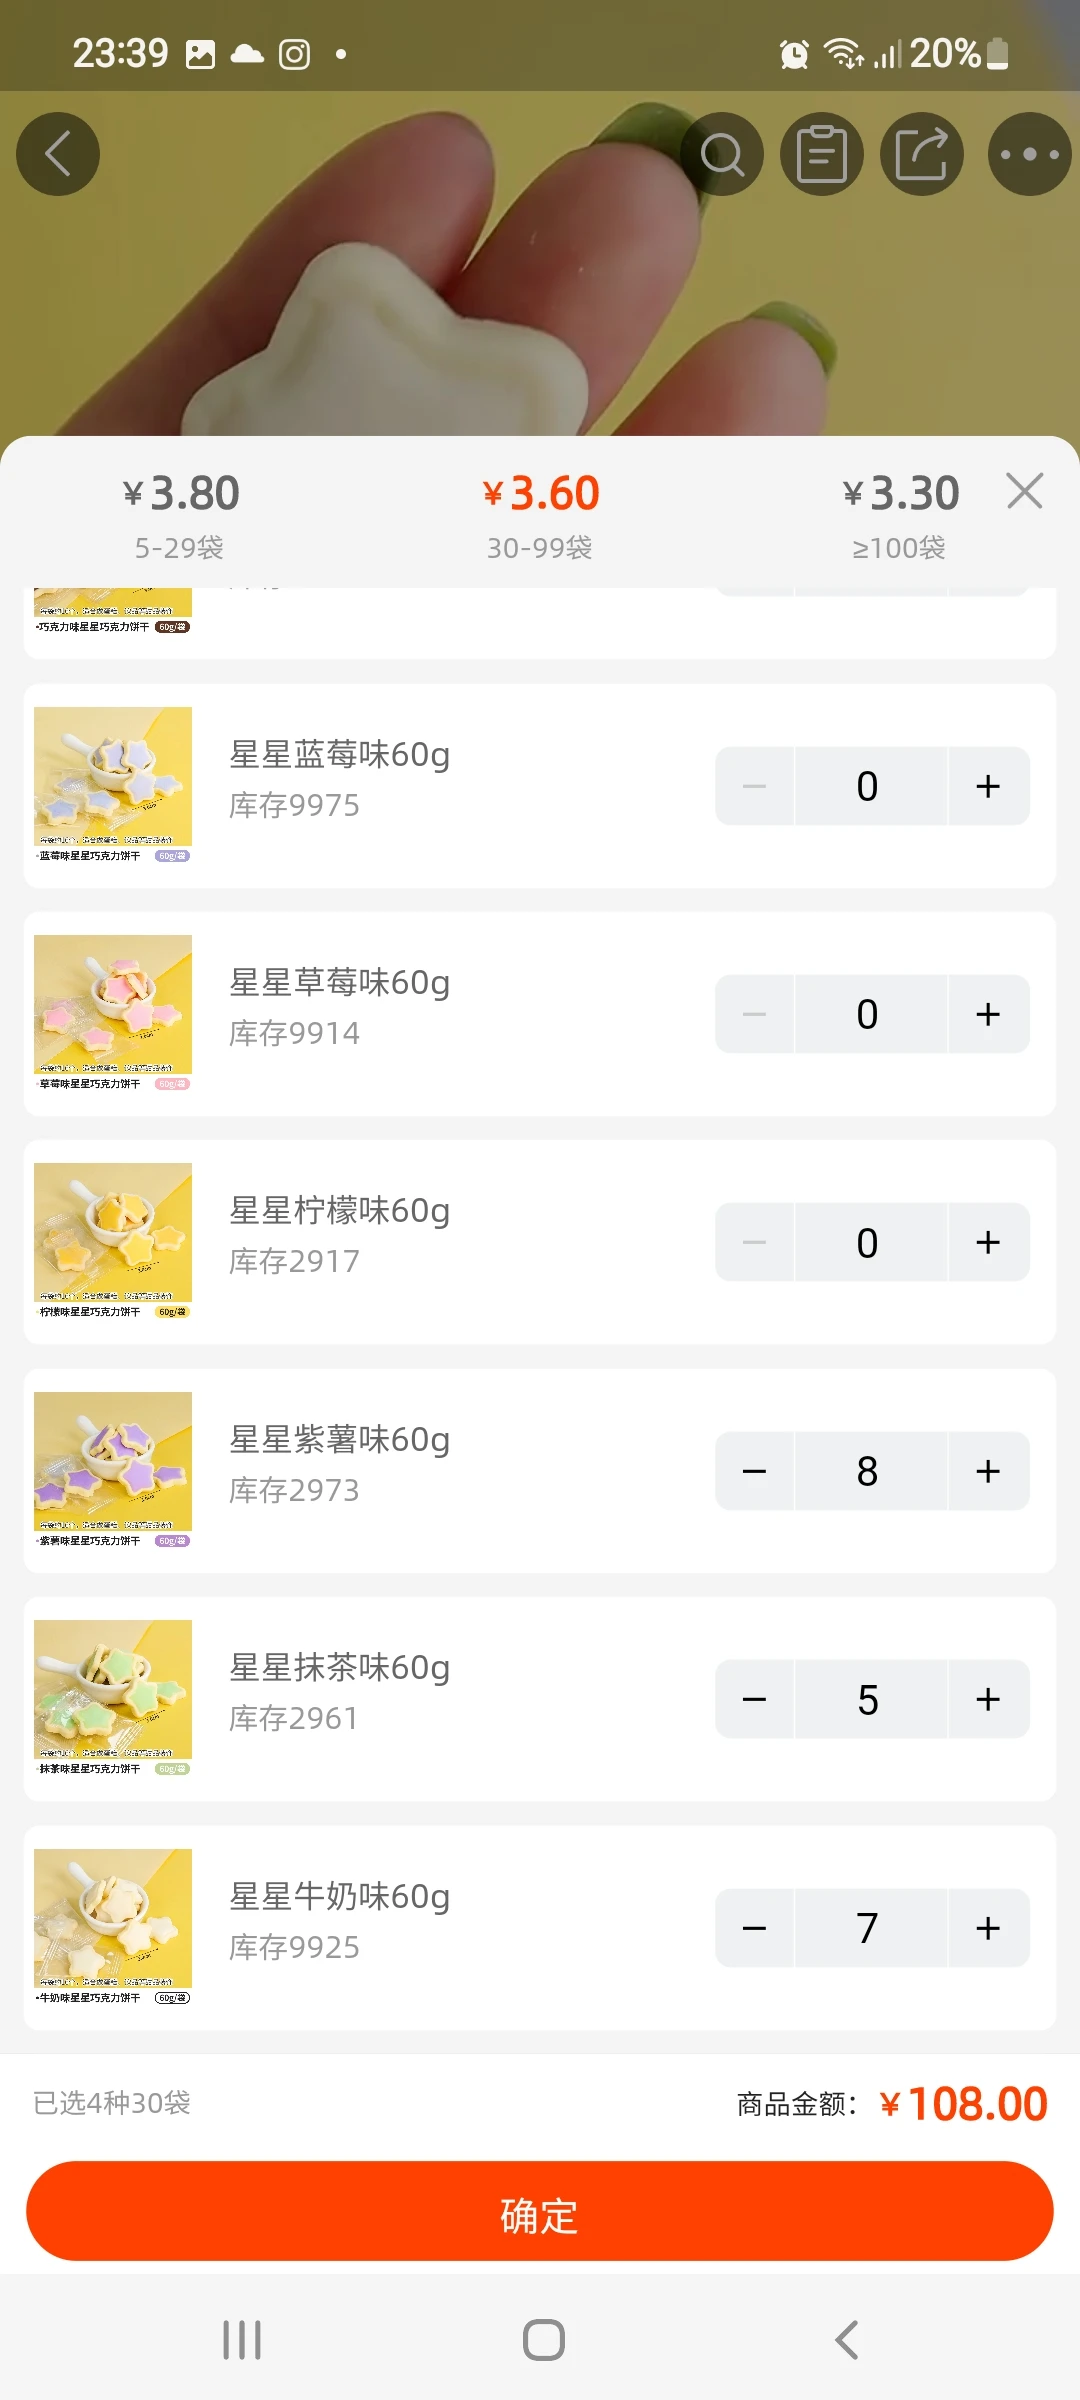 23:39
20%
¥3.80
¥3.60
¥3.30
5-29袋
30-99袋
≥100袋
·巧克力味星星巧克力饼干 60g/袋
星星蓝莓味60g
库存9975
0
·蓝莓味星星巧克力饼干 60g/袋
星星草莓味60g
库存9914
0
·草莓味星星巧克力饼干 60g/袋
星星柠檬味60g
库存2917
0
·柠檬味星星巧克力饼干 60g/袋
星星紫薯味60g
库存2973
8
·紫薯味星星巧克力饼干 60g/袋
星星抹茶味60g
库存2961
5
·抹茶味星星巧克力饼干 60g/袋
星星牛奶味60g
库存9925
7
·牛奶味星星巧克力饼干 60g/袋
已选4种30袋
商品金额：¥108.00
确定